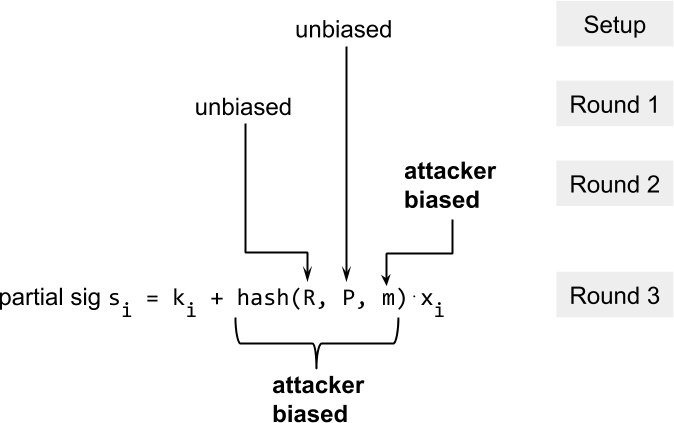 unbiased
Setup
unbiased
Round 1
attacker
biased
Round 2
partial sig s_i = k_i + hash(R, P, m)·x_i
Round 3
attacker
biased